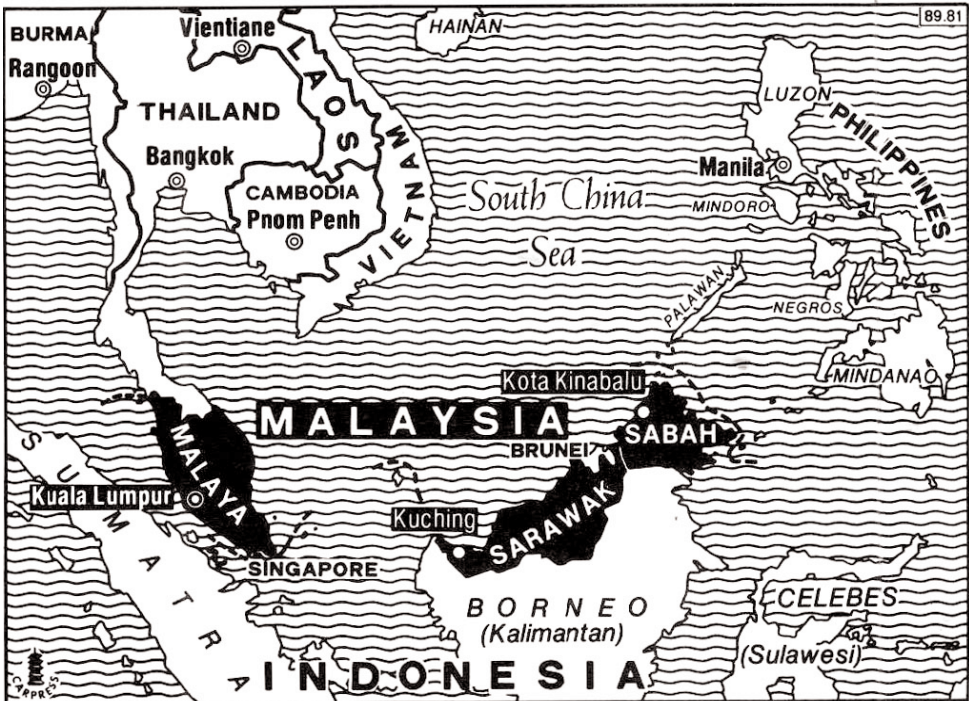 BURMA
Rangoon
Vientiane
HAINAN
89.81
THAILAND
LAOS
Bangkok
CAMBODIA
Pnom Penh
VIETNAM
South China
Sea
LUZON
PHILIPPINES
Manila
MINDORO
PALAWAN
NEGROS
MINDANAO
Kota Kinabalu
MALAYSIA
SABAH
BRUNEI
MALAYA
Kuala Lumpur
SUMATRA
SINGAPORE
Kuching
SARAWAK
BORNEO
(Kalimantan)
CELEBES
(Sulawesi)
INDONESIA
CARPRESS